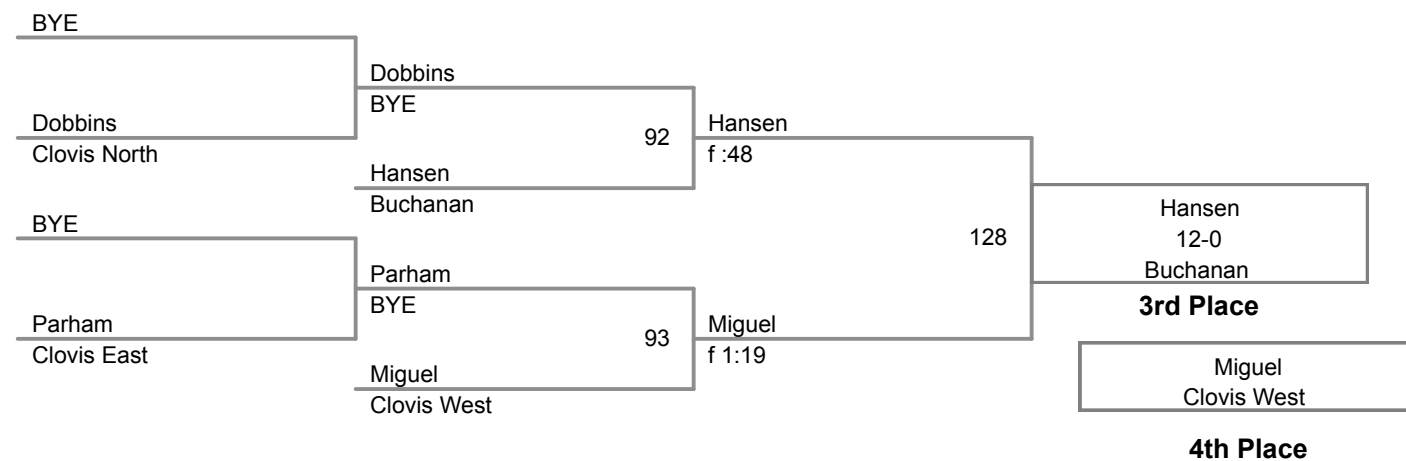 BYE
Dobbins
BYE
Dobbins
Clovis North
92
Hansen
f :48
Hansen
Buchanan
BYE
Parham
BYE
Parham
Clovis East
93
Miguel
f 1:19
Miguel
Clovis West
128
Hansen
12-0
Buchanan
3rd Place
Miguel
Clovis West
4th Place